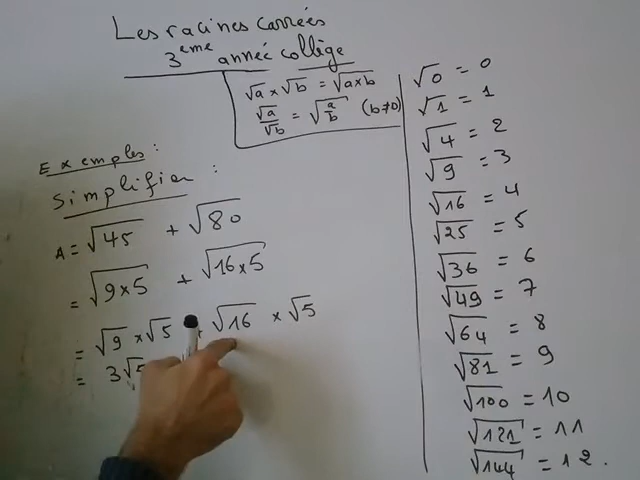 Les racines carrées
3ème année collège
√a × √b = √a×b
√a/√b = √a/b (b≠0)
Exemples :
Simplifier :
A = √45 + √80
= √9×5 + √16×5
= √9 × √5 + √16 × √5
= 3√5
√0 = 0
√1 = 1
√4 = 2
√9 = 3
√16 = 4
√25 = 5
√36 = 6
√49 = 7
√64 = 8
√81 = 9
√100 = 10
√121 = 11
√144 = 12.